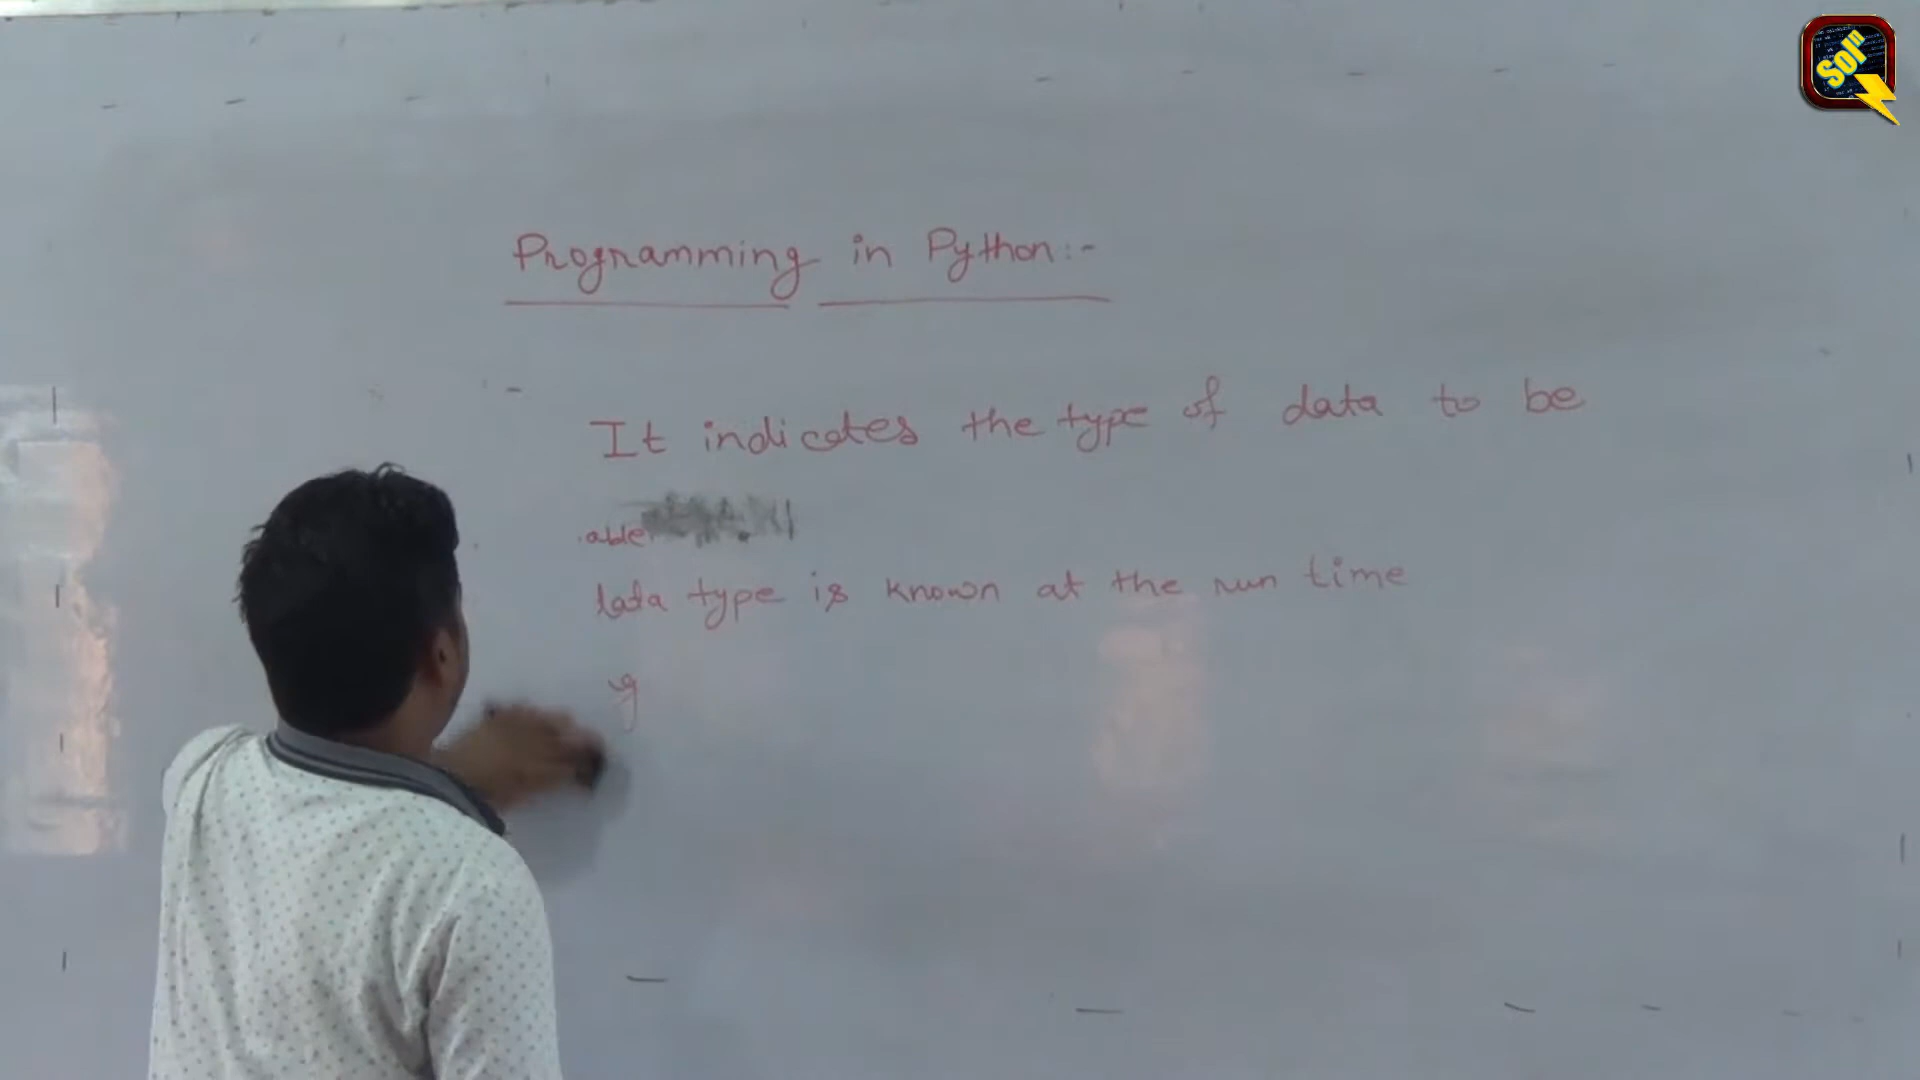 Soln
Programming in Python:-
It indicates the type of data to be
able
data type is known at the run time
g